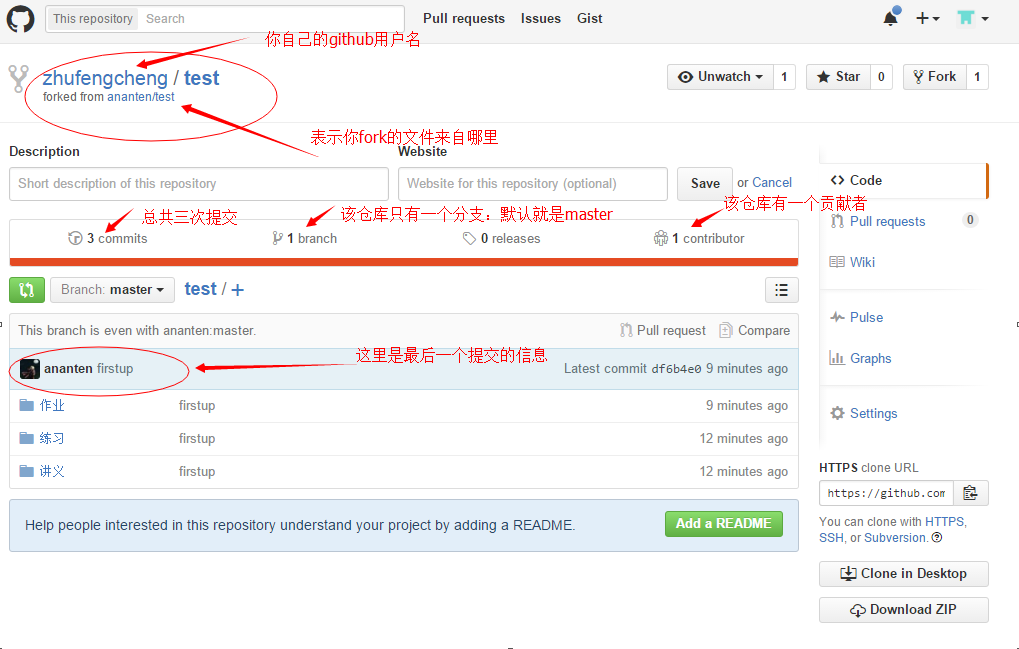 This repository Search Pull requests Issues Gist
你自己的github用户名
zhufengcheng / test Unwatch 1 Star 0 Fork 1
forked from ananten/test
表示你fork的文件来自哪里
Description Website
Short description of this repository Website for this repository (optional) Save or Cancel
Code
总共三次提交 该仓库只有一个分支：默认就是master 该仓库有一个贡献者
Pull requests 0
3 commits 1 branch 0 releases 1 contributor
Wiki
Branch: master test / +
Pulse
This branch is even with ananten:master. Pull request Compare
这里是最后一个提交的信息
Graphs
ananten firstup Latest commit df6b4e0 9 minutes ago
作业 firstup 9 minutes ago
Settings
练习 firstup 12 minutes ago
讲义 firstup 12 minutes ago
HTTPS clone URL
https://github.com
Help people interested in this repository understand your project by adding a README. Add a README
You can clone with HTTPS,
SSH, or Subversion.
Clone in Desktop
Download ZIP